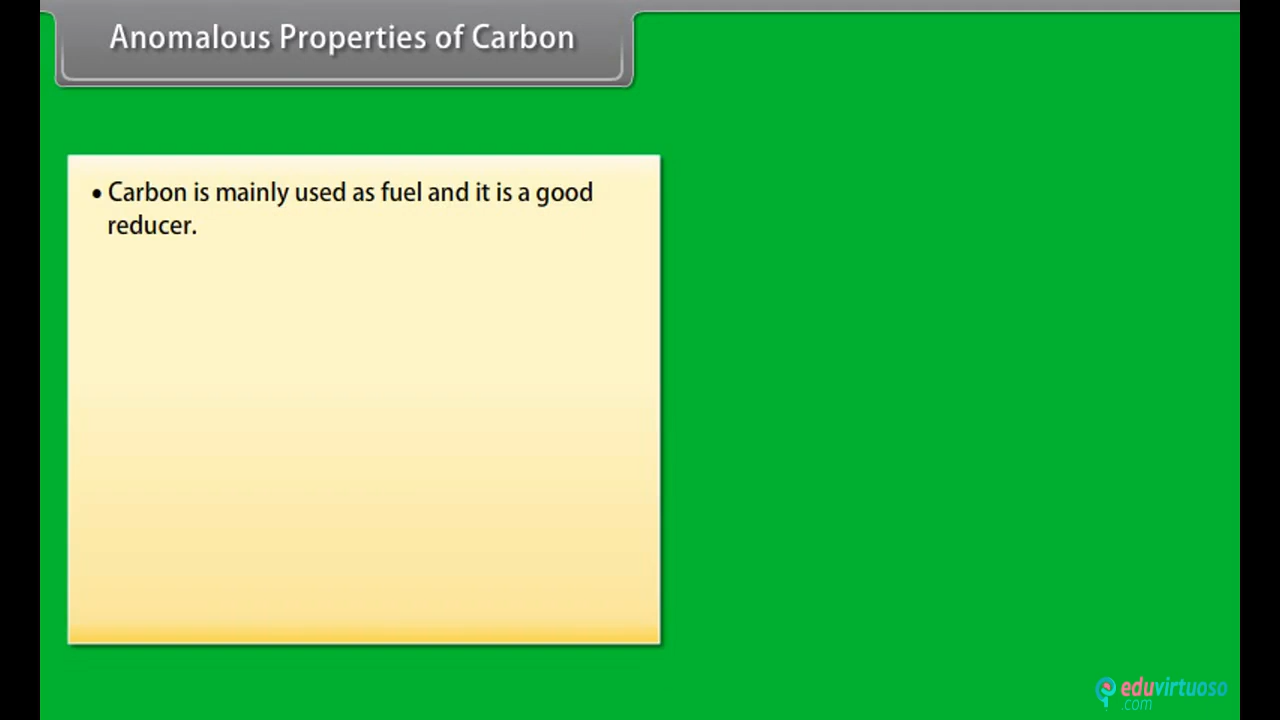 Anomalous Properties of Carbon
• Carbon is mainly used as fuel and it is a good
reducer.
eduvirtuoso
.com